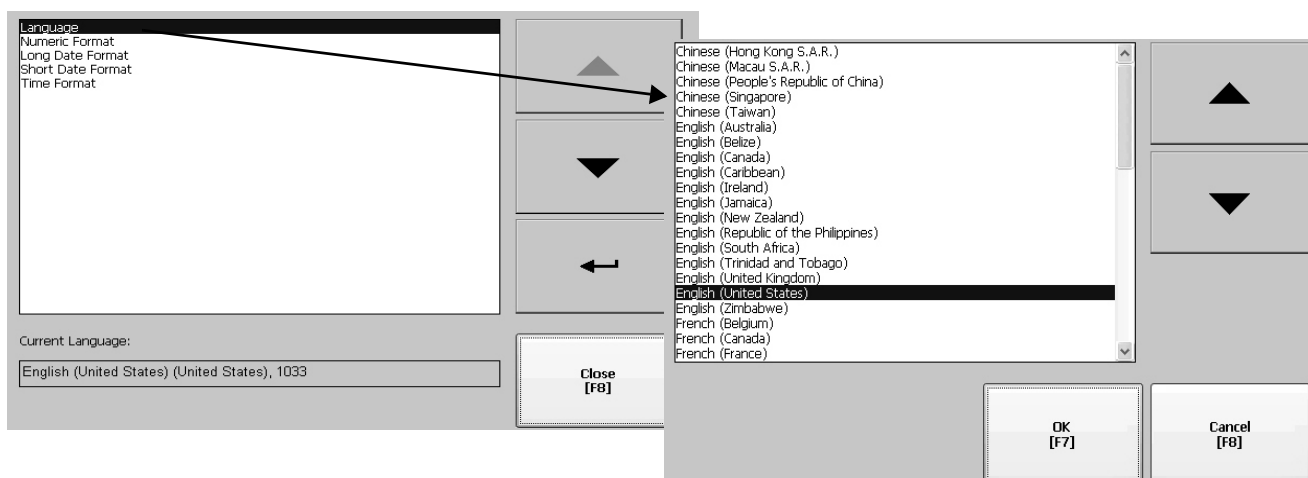 Language
Numeric Format
Long Date Format
Short Date Format
Time Format
Current Language:
English (United States) (United States), 1033
Close
[F8]
Chinese (Hong Kong S.A.R.)
Chinese (Macau S.A.R.)
Chinese (People's Republic of China)
Chinese (Singapore)
Chinese (Taiwan)
English (Australia)
English (Belize)
English (Canada)
English (Caribbean)
English (Ireland)
English (Jamaica)
English (New Zealand)
English (Republic of the Philippines)
English (South Africa)
English (Trinidad and Tobago)
English (United Kingdom)
English (United States)
English (Zimbabwe)
French (Belgium)
French (Canada)
French (France)
OK
[F7]
Cancel
[F8]